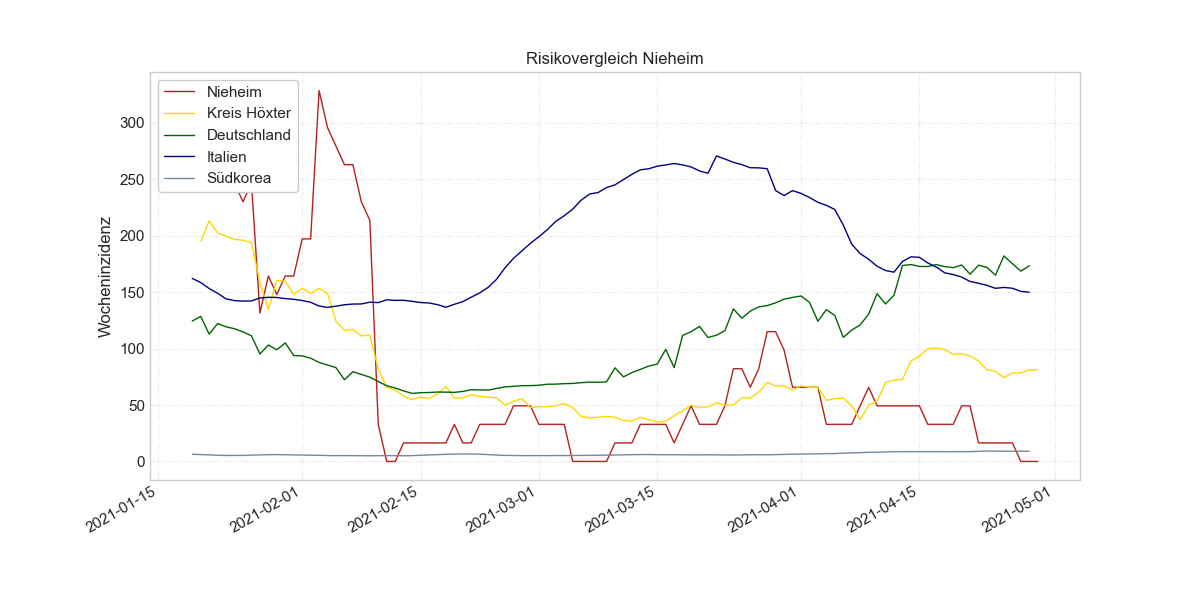 Risikovergleich Nieheim
Nieheim
Kreis Höxter
Deutschland
Italien
Südkorea
Wocheninzidenz
300
250
200
150
100
50
0
2021-01-15
2021-02-01
2021-02-15
2021-03-01
2021-03-15
2021-04-01
2021-04-15
2021-05-01